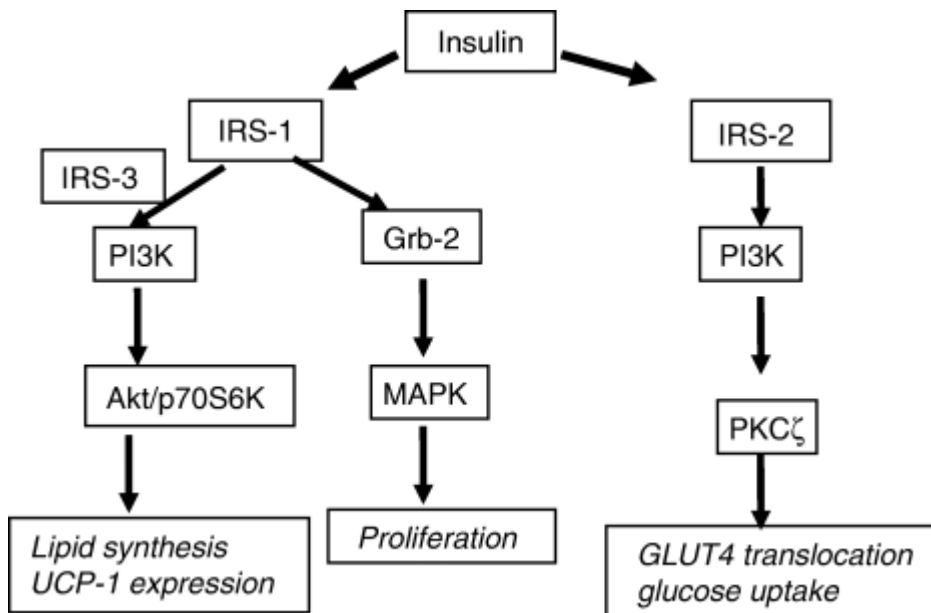 Insulin
IRS-1
IRS-2
IRS-3
PI3K
Grb-2
PI3K
Akt/p70S6K
MAPK
PKCζ
Lipid synthesis
UCP-1 expression
Proliferation
GLUT4 translocation
glucose uptake